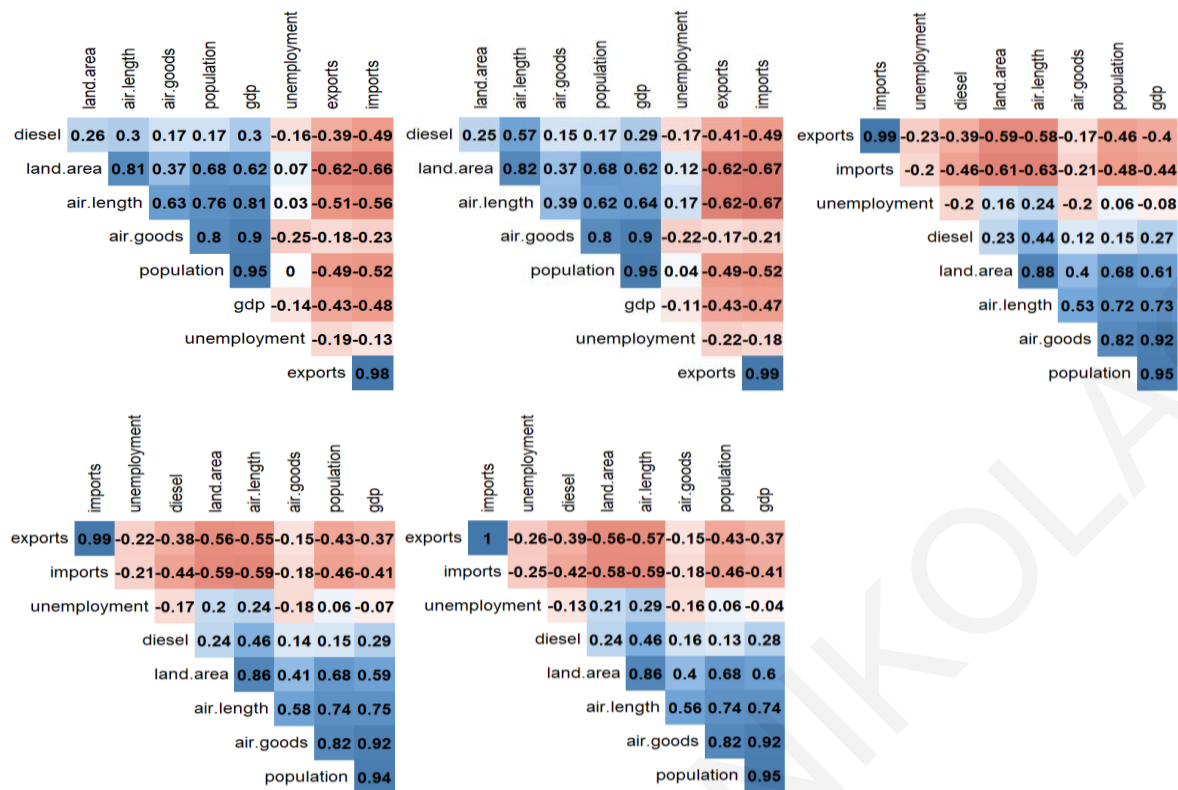 land.area air.length air.goods population gdp unemployment exports imports
diesel 0.26 0.3 0.17 0.17 0.3 -0.16 -0.39 -0.49
land.area 0.81 0.37 0.68 0.62 0.07 -0.62 -0.66
air.length 0.63 0.76 0.81 0.03 -0.51 -0.56
air.goods 0.8 0.9 -0.25 -0.18 -0.23
population 0.95 0 -0.49 -0.52
gdp -0.14 -0.43 -0.48
unemployment -0.19 -0.13
exports 0.98
land.area air.length air.goods population gdp unemployment exports imports
diesel 0.25 0.57 0.15 0.17 0.29 -0.17 -0.41 -0.49
land.area 0.82 0.37 0.68 0.62 0.12 -0.62 -0.67
air.length 0.39 0.62 0.64 0.17 -0.62 -0.67
air.goods 0.8 0.9 -0.22 -0.17 -0.21
population 0.95 0.04 -0.49 -0.52
gdp -0.11 -0.43 -0.47
unemployment -0.22 -0.18
exports 0.99
imports unemployment diesel land.area air.length air.goods population gdp
exports 0.99 -0.23 -0.39 -0.59 -0.58 -0.17 -0.46 -0.4
imports -0.2 -0.46 -0.61 -0.63 -0.21 -0.48 -0.44
unemployment -0.2 0.16 0.24 -0.2 0.06 -0.08
diesel 0.23 0.44 0.12 0.15 0.27
land.area 0.88 0.4 0.68 0.61
air.length 0.53 0.72 0.73
air.goods 0.82 0.92
population 0.95
imports unemployment diesel land.area air.length air.goods population gdp
exports 0.99 -0.22 -0.38 -0.56 -0.55 -0.15 -0.43 -0.37
imports -0.21 -0.44 -0.59 -0.59 -0.18 -0.46 -0.41
unemployment -0.17 0.2 0.24 -0.18 0.06 -0.07
diesel 0.24 0.46 0.14 0.15 0.29
land.area 0.86 0.41 0.68 0.59
air.length 0.58 0.74 0.75
air.goods 0.82 0.92
population 0.94
imports unemployment diesel land.area air.length air.goods population gdp
exports 1 -0.26 -0.39 -0.56 -0.57 -0.15 -0.43 -0.37
imports -0.25 -0.42 -0.58 -0.59 -0.18 -0.46 -0.41
unemployment -0.13 0.21 0.29 -0.16 0.06 -0.04
diesel 0.24 0.46 0.16 0.13 0.28
land.area 0.86 0.4 0.68 0.6
air.length 0.56 0.74 0.74
air.goods 0.82 0.92
population 0.95
NIKOLA